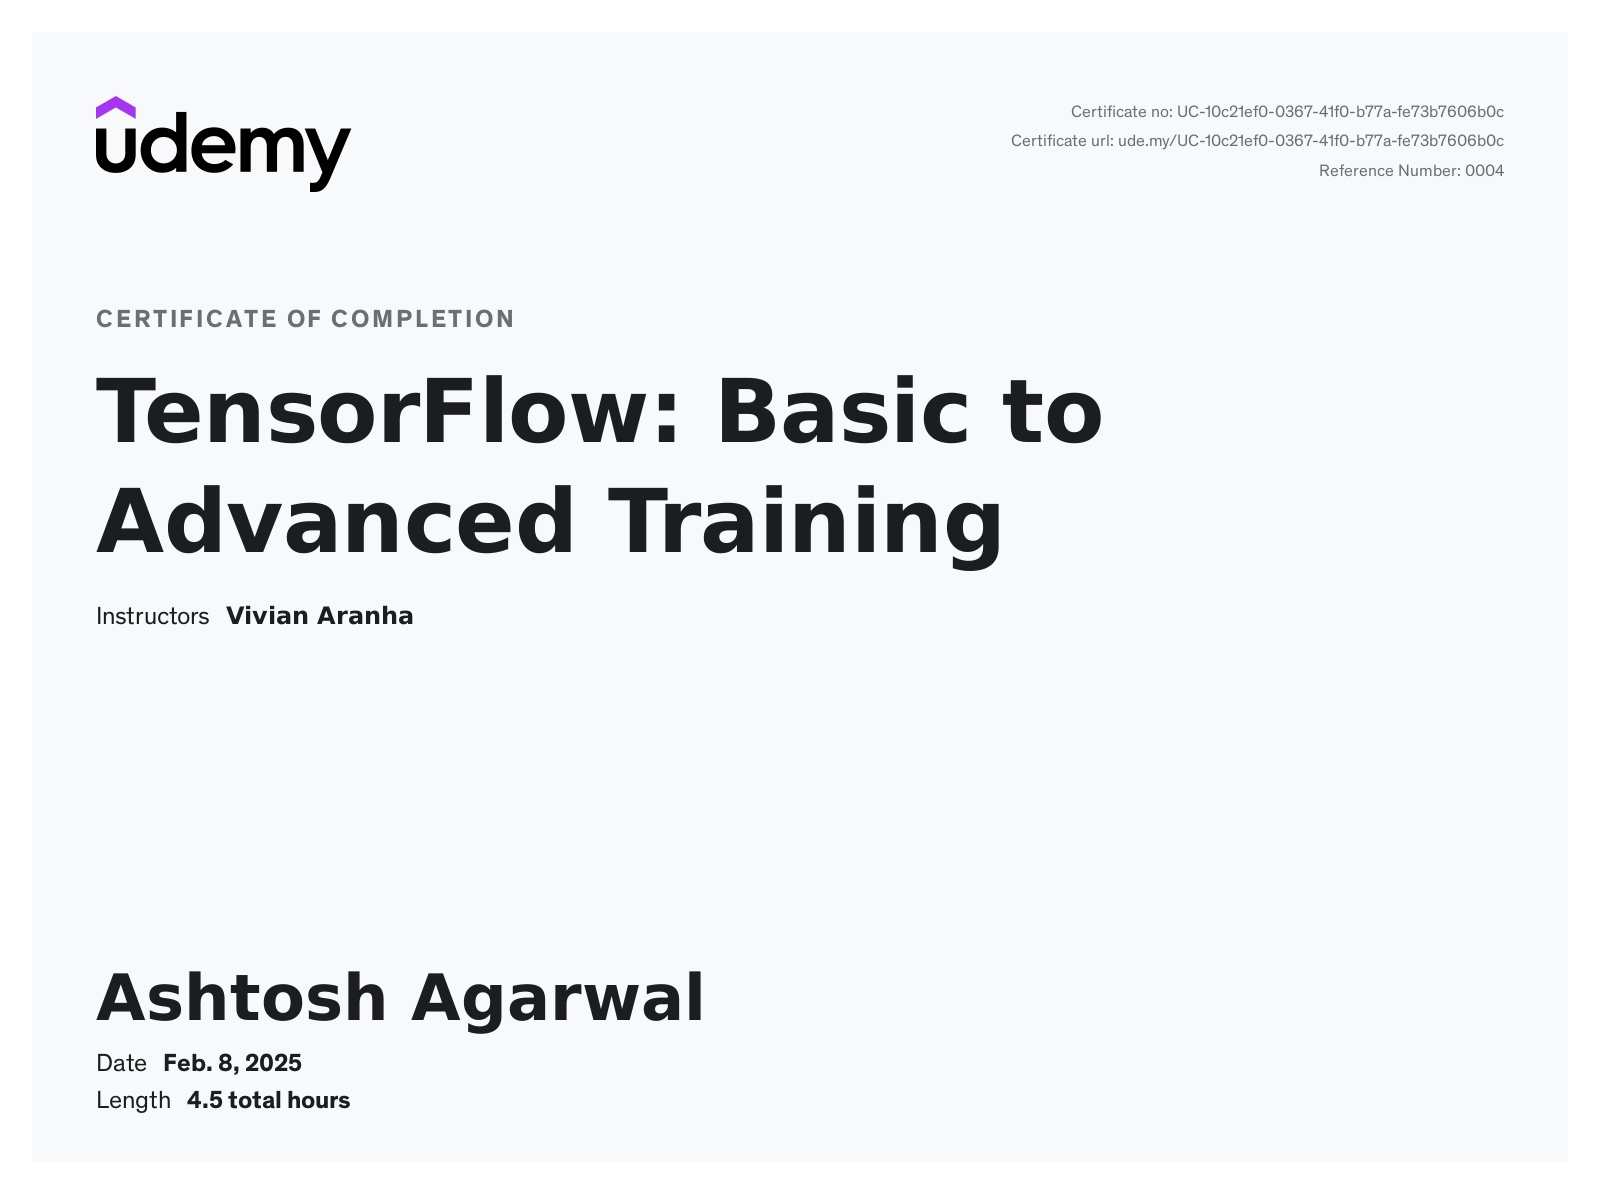 udemy
Certificate no: UC-10c21ef0-0367-41f0-b77a-fe73b7606b0c
Certificate url: ude.my/UC-10c21ef0-0367-41f0-b77a-fe73b7606b0c
Reference Number: 0004
CERTIFICATE OF COMPLETION
TensorFlow: Basic to
Advanced Training
Instructors Vivian Aranha
Ashtosh Agarwal
Date Feb. 8, 2025
Length 4.5 total hours